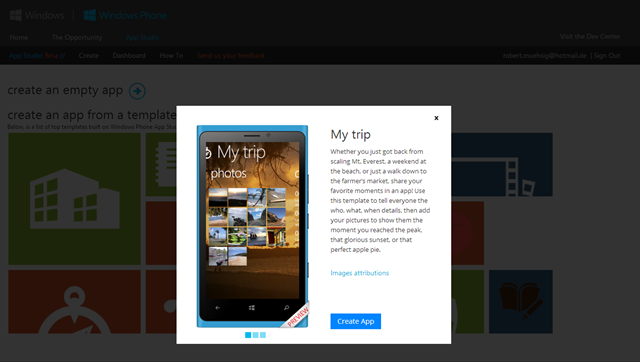 Windows | Windows Phone
Home The Opportunity App Studio Visit the Dev Center
App Studio Beta Create Dashboard How To Send us your feedback | Sign Out
create an empty app
create an app from a template
Below, is a list of top templates built on Windows Phone App
x
My trip
Whether you just got back from
scaling Mt. Everest, a weekend at
the beach, or just a walk down to
the farmer's market, share your
favorite moments in an app! Use
this template to tell everyone the
who, what, when details, then add
your pictures to show them the
moment you reached the peak,
that glorious sunset, or that
perfect apple pie.
Images attributions
Create App
My trip
photos
PREVIEW